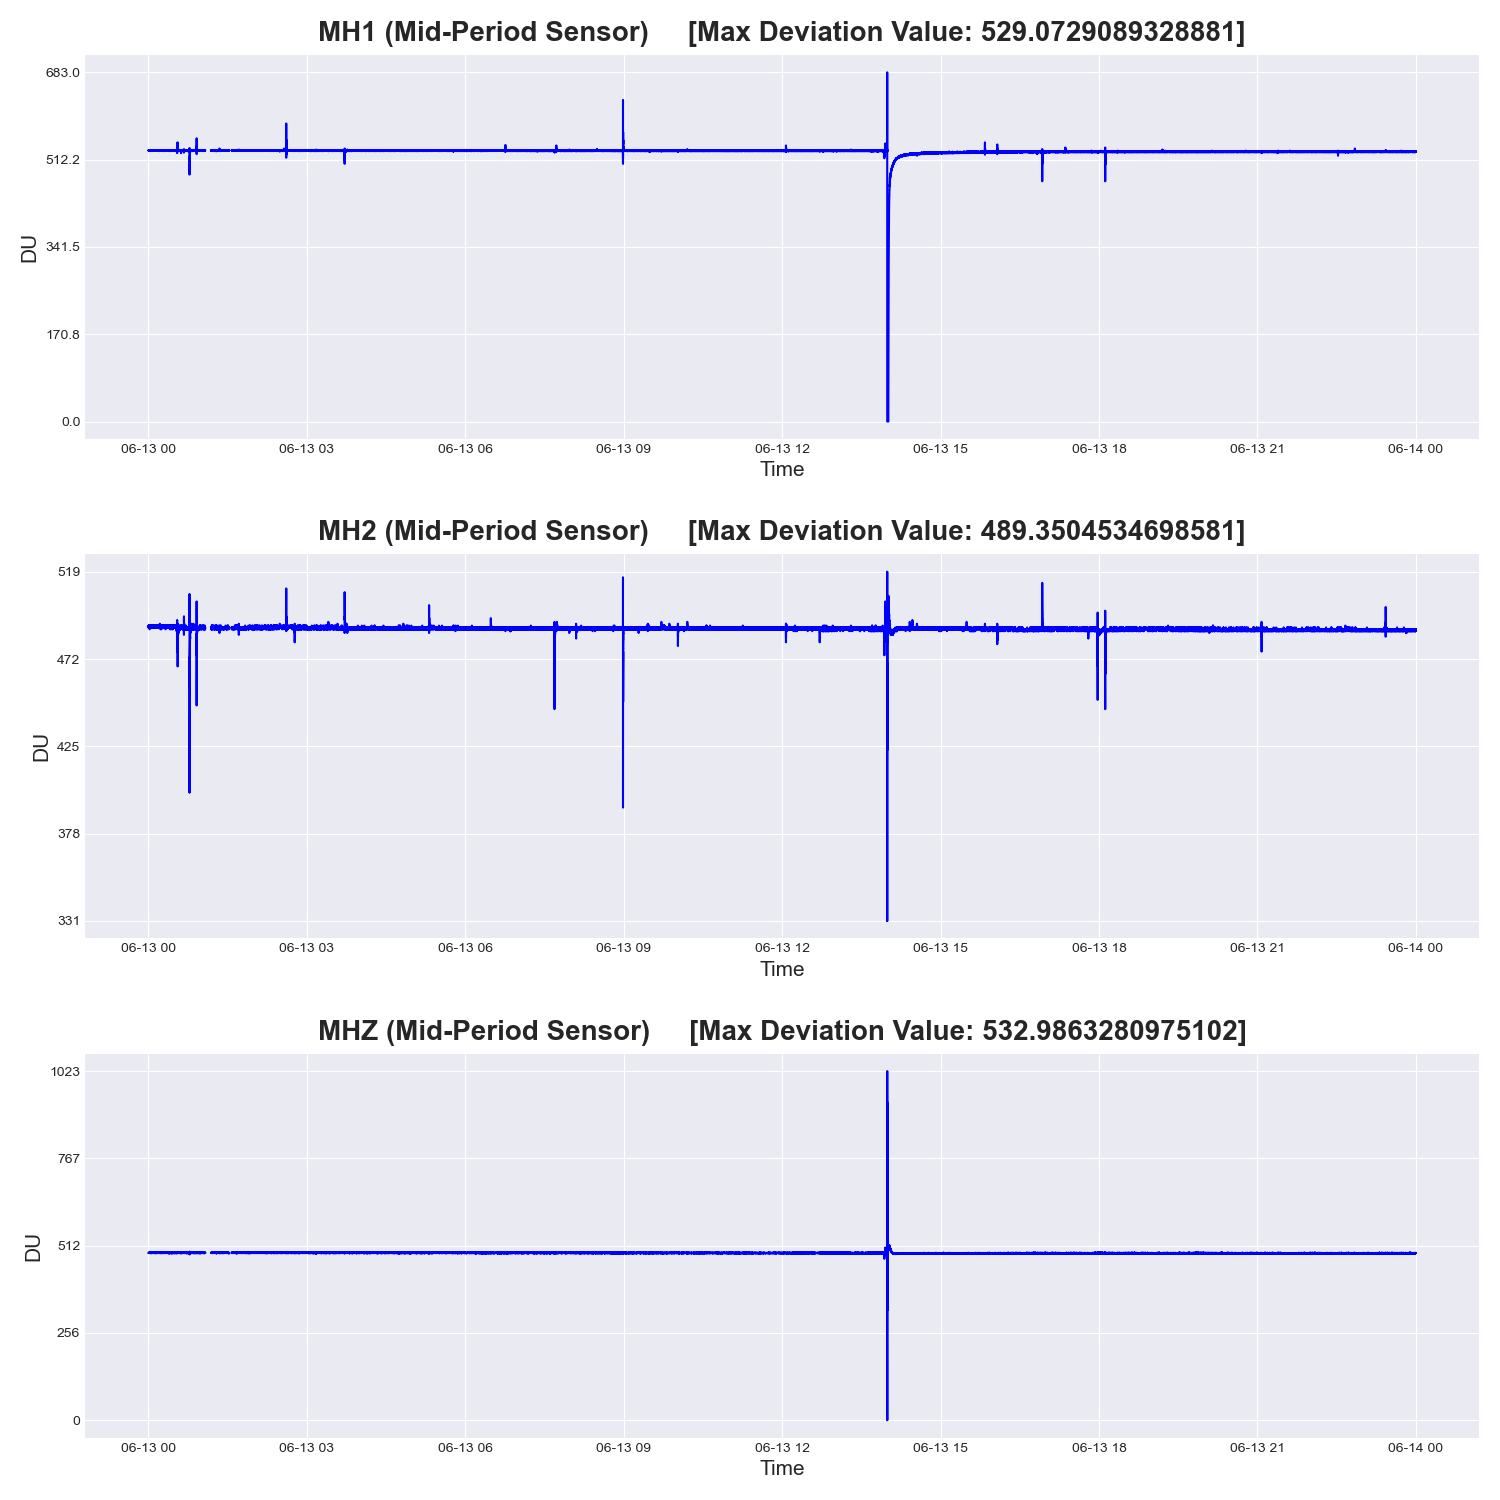 MH1 (Mid-Period Sensor) [Max Deviation Value: 529.0729089328881]
683.0
512.2
341.5
170.8
0.0
DU
06-13 00 06-13 03 06-13 06 06-13 09 06-13 12 06-13 15 06-13 18 06-13 21 06-14 00
Time
MH2 (Mid-Period Sensor) [Max Deviation Value: 489.3504534698581]
519
472
425
378
331
DU
06-13 00 06-13 03 06-13 06 06-13 09 06-13 12 06-13 15 06-13 18 06-13 21 06-14 00
Time
MHZ (Mid-Period Sensor) [Max Deviation Value: 532.9863280975102]
1023
767
512
256
0
DU
06-13 00 06-13 03 06-13 06 06-13 09 06-13 12 06-13 15 06-13 18 06-13 21 06-14 00
Time